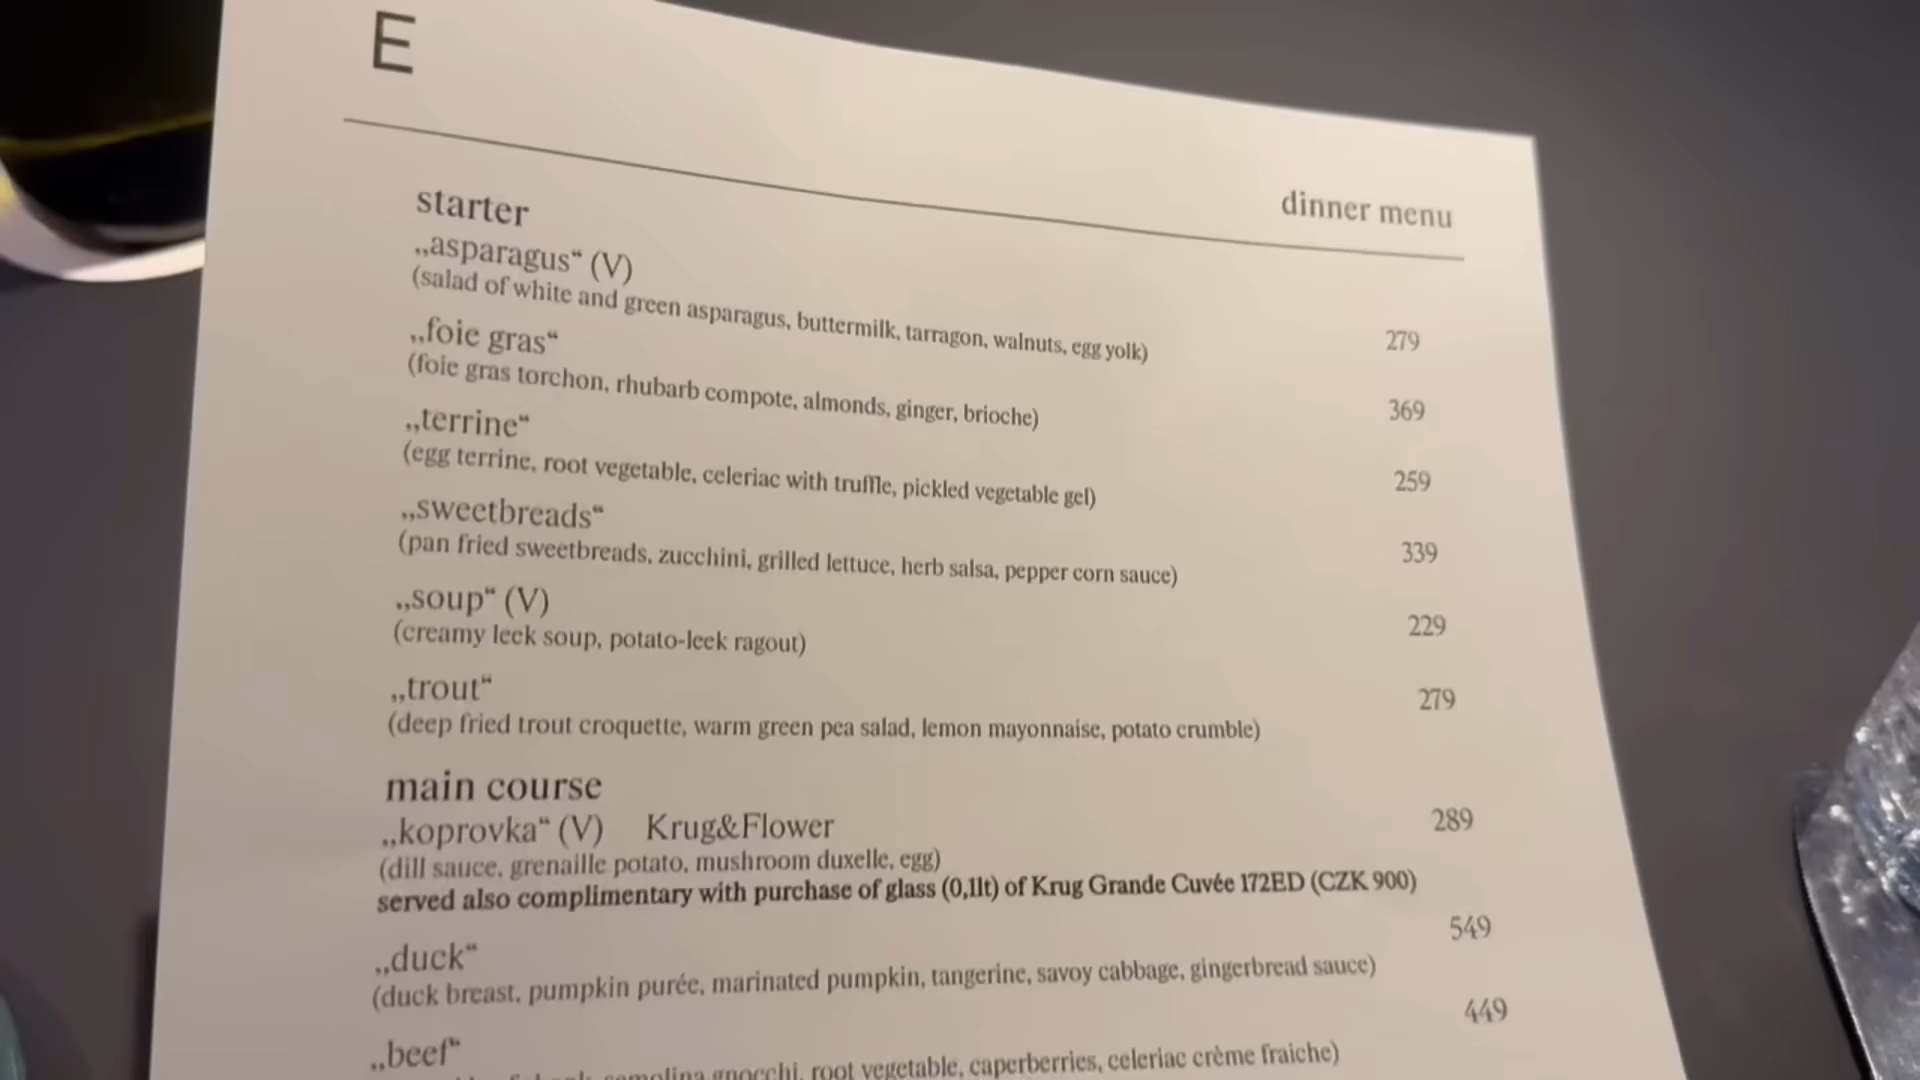 E
dinner menu
starter
„asparagus“ (V) 279
(salad of white and green asparagus, buttermilk, tarragon, walnuts, egg yolk)
„foie gras“ 369
(foie gras torchon, rhubarb compote, almonds, ginger, brioche)
„terrine“ 259
(egg terrine, root vegetable, celeriac with truffle, pickled vegetable gel)
„sweetbreads“ 339
(pan fried sweetbreads, zucchini, grilled lettuce, herb salsa, pepper corn sauce)
„soup“ (V) 229
(creamy leek soup, potato-leek ragout)
„trout“ 279
(deep fried trout croquette, warm green pea salad, lemon mayonnaise, potato crumble)
main course
„koprovka“ (V) Krug&Flower 289
(dill sauce, grenaille potato, mushroom duxelle, egg)
served also complimentary with purchase of glass (0,1lt) of Krug Grande Cuvée 172ED (CZK 900)
„duck“ 549
(duck breast, pumpkin purée, marinated pumpkin, tangerine, savoy cabbage, gingerbread sauce)
„beef“ 449
semolina gnocchi, root vegetable, caperberries, celeriac crème fraiche)